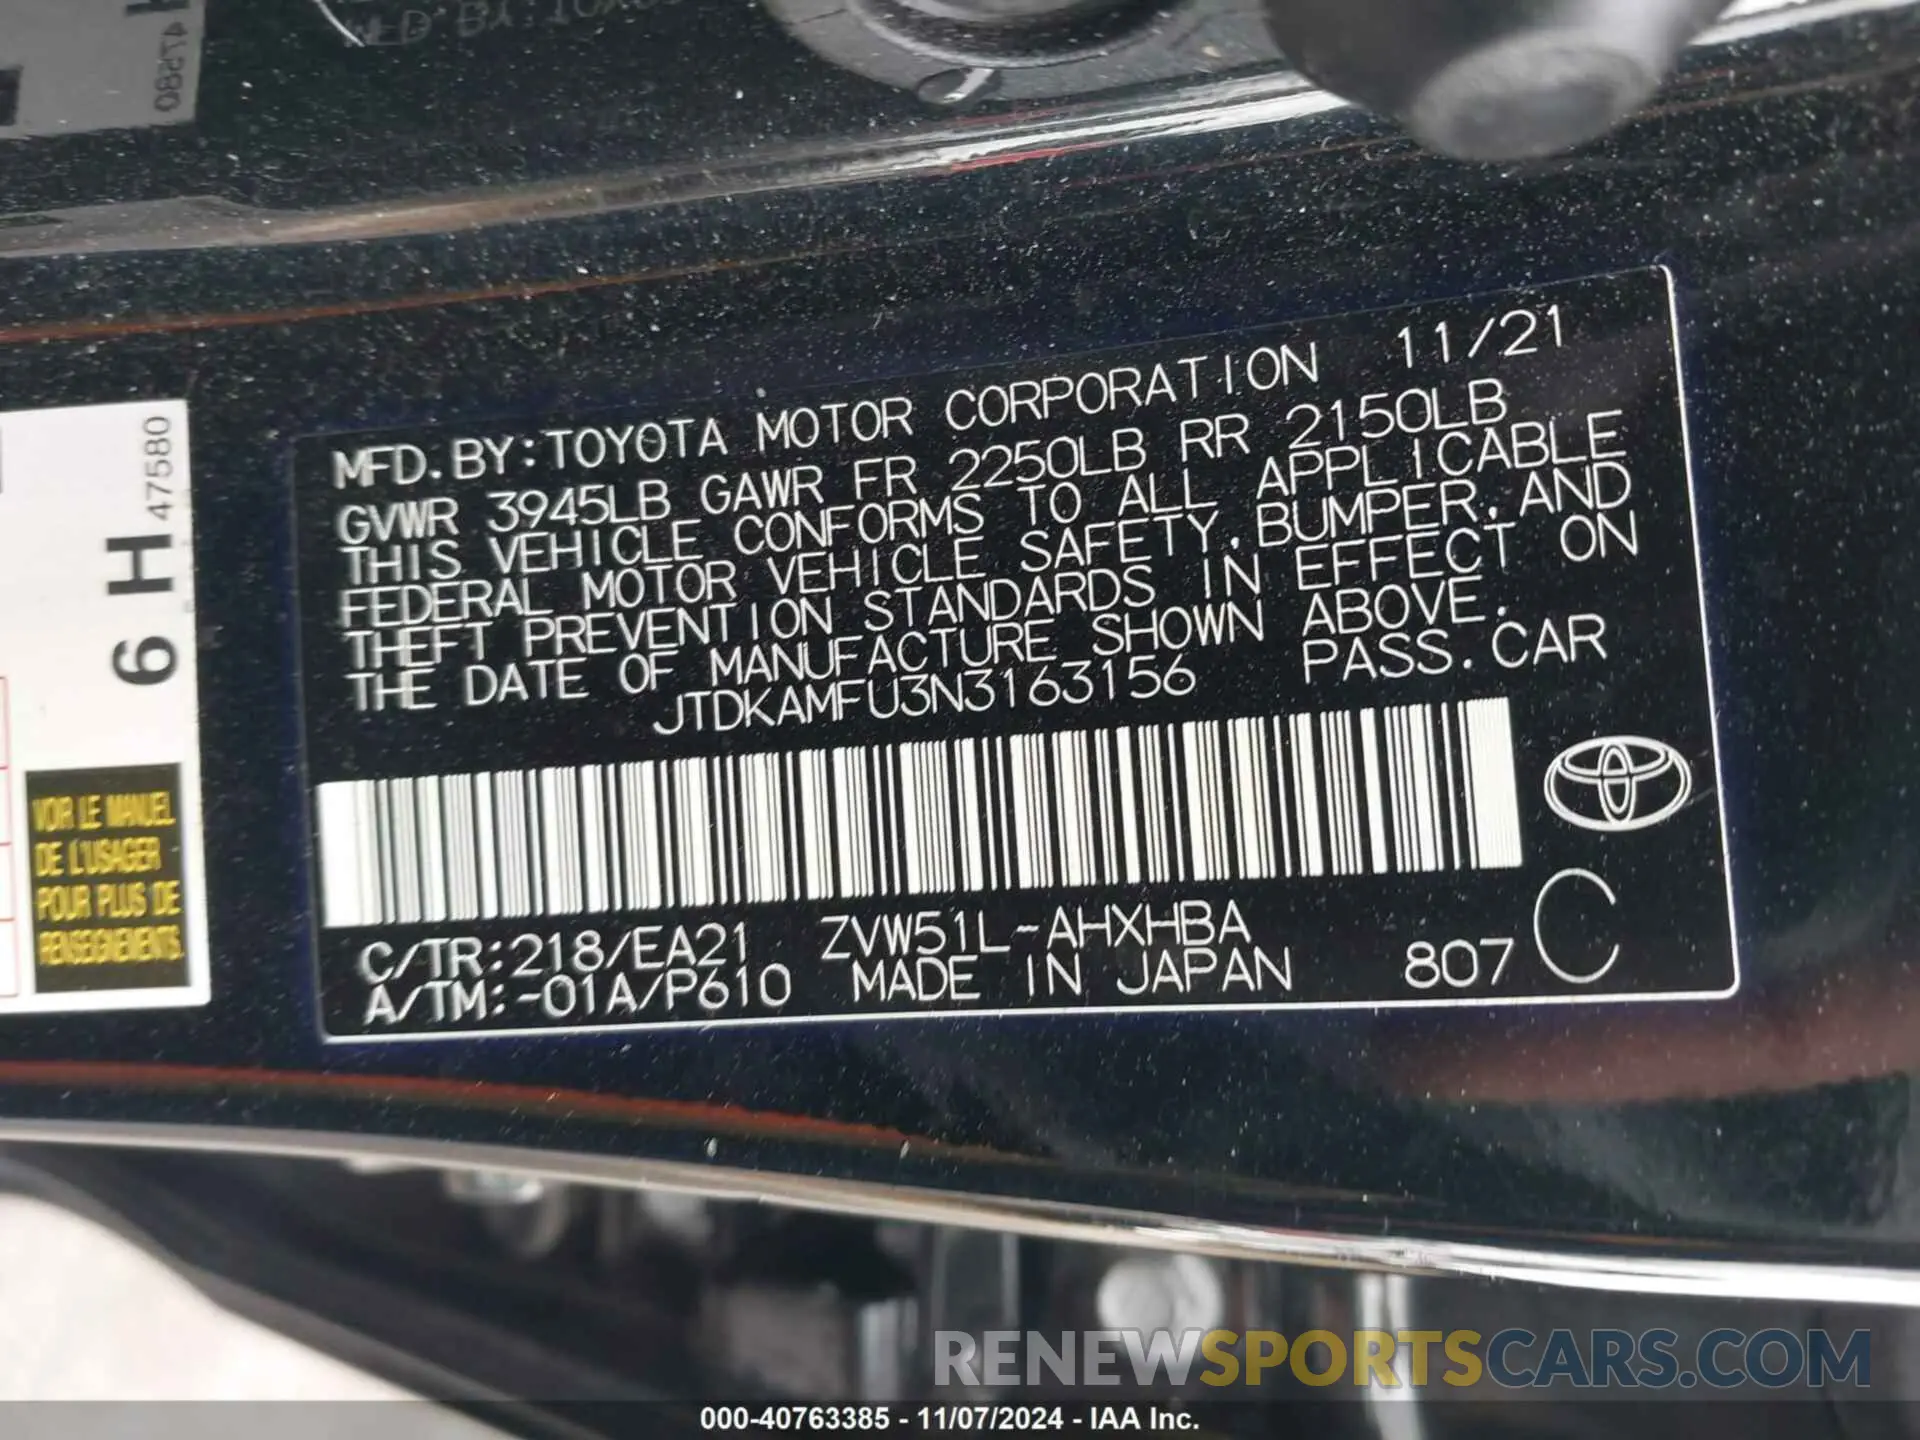 47580
MFD.BY:TOYOTA MOTOR CORPORATION 11/21
GVWR 3945LB GAWR FR 2250LB RR 2150LB
THIS VEHICLE CONFORMS TO ALL APPLICABLE
FEDERAL MOTOR VEHICLE SAFETY,BUMPER,AND
THEFT PREVENTION STANDARDS IN EFFECT ON
THE DATE OF MANUFACTURE SHOWN ABOVE.
JTDKAMFU3N3163156 PASS.CAR
C/TR:218/EA21 ZVW51L-AHXHBA
A/TM:-01A/P610 MADE IN JAPAN 807 C
6 H 47580
VOIR LE MANUEL
DE L'USAGER
POUR PLUS DE
RENSEIGNEMENTS.
RENEWSPORTSCARS.COM
000-40763385 - 11/07/2024 - IAA Inc.